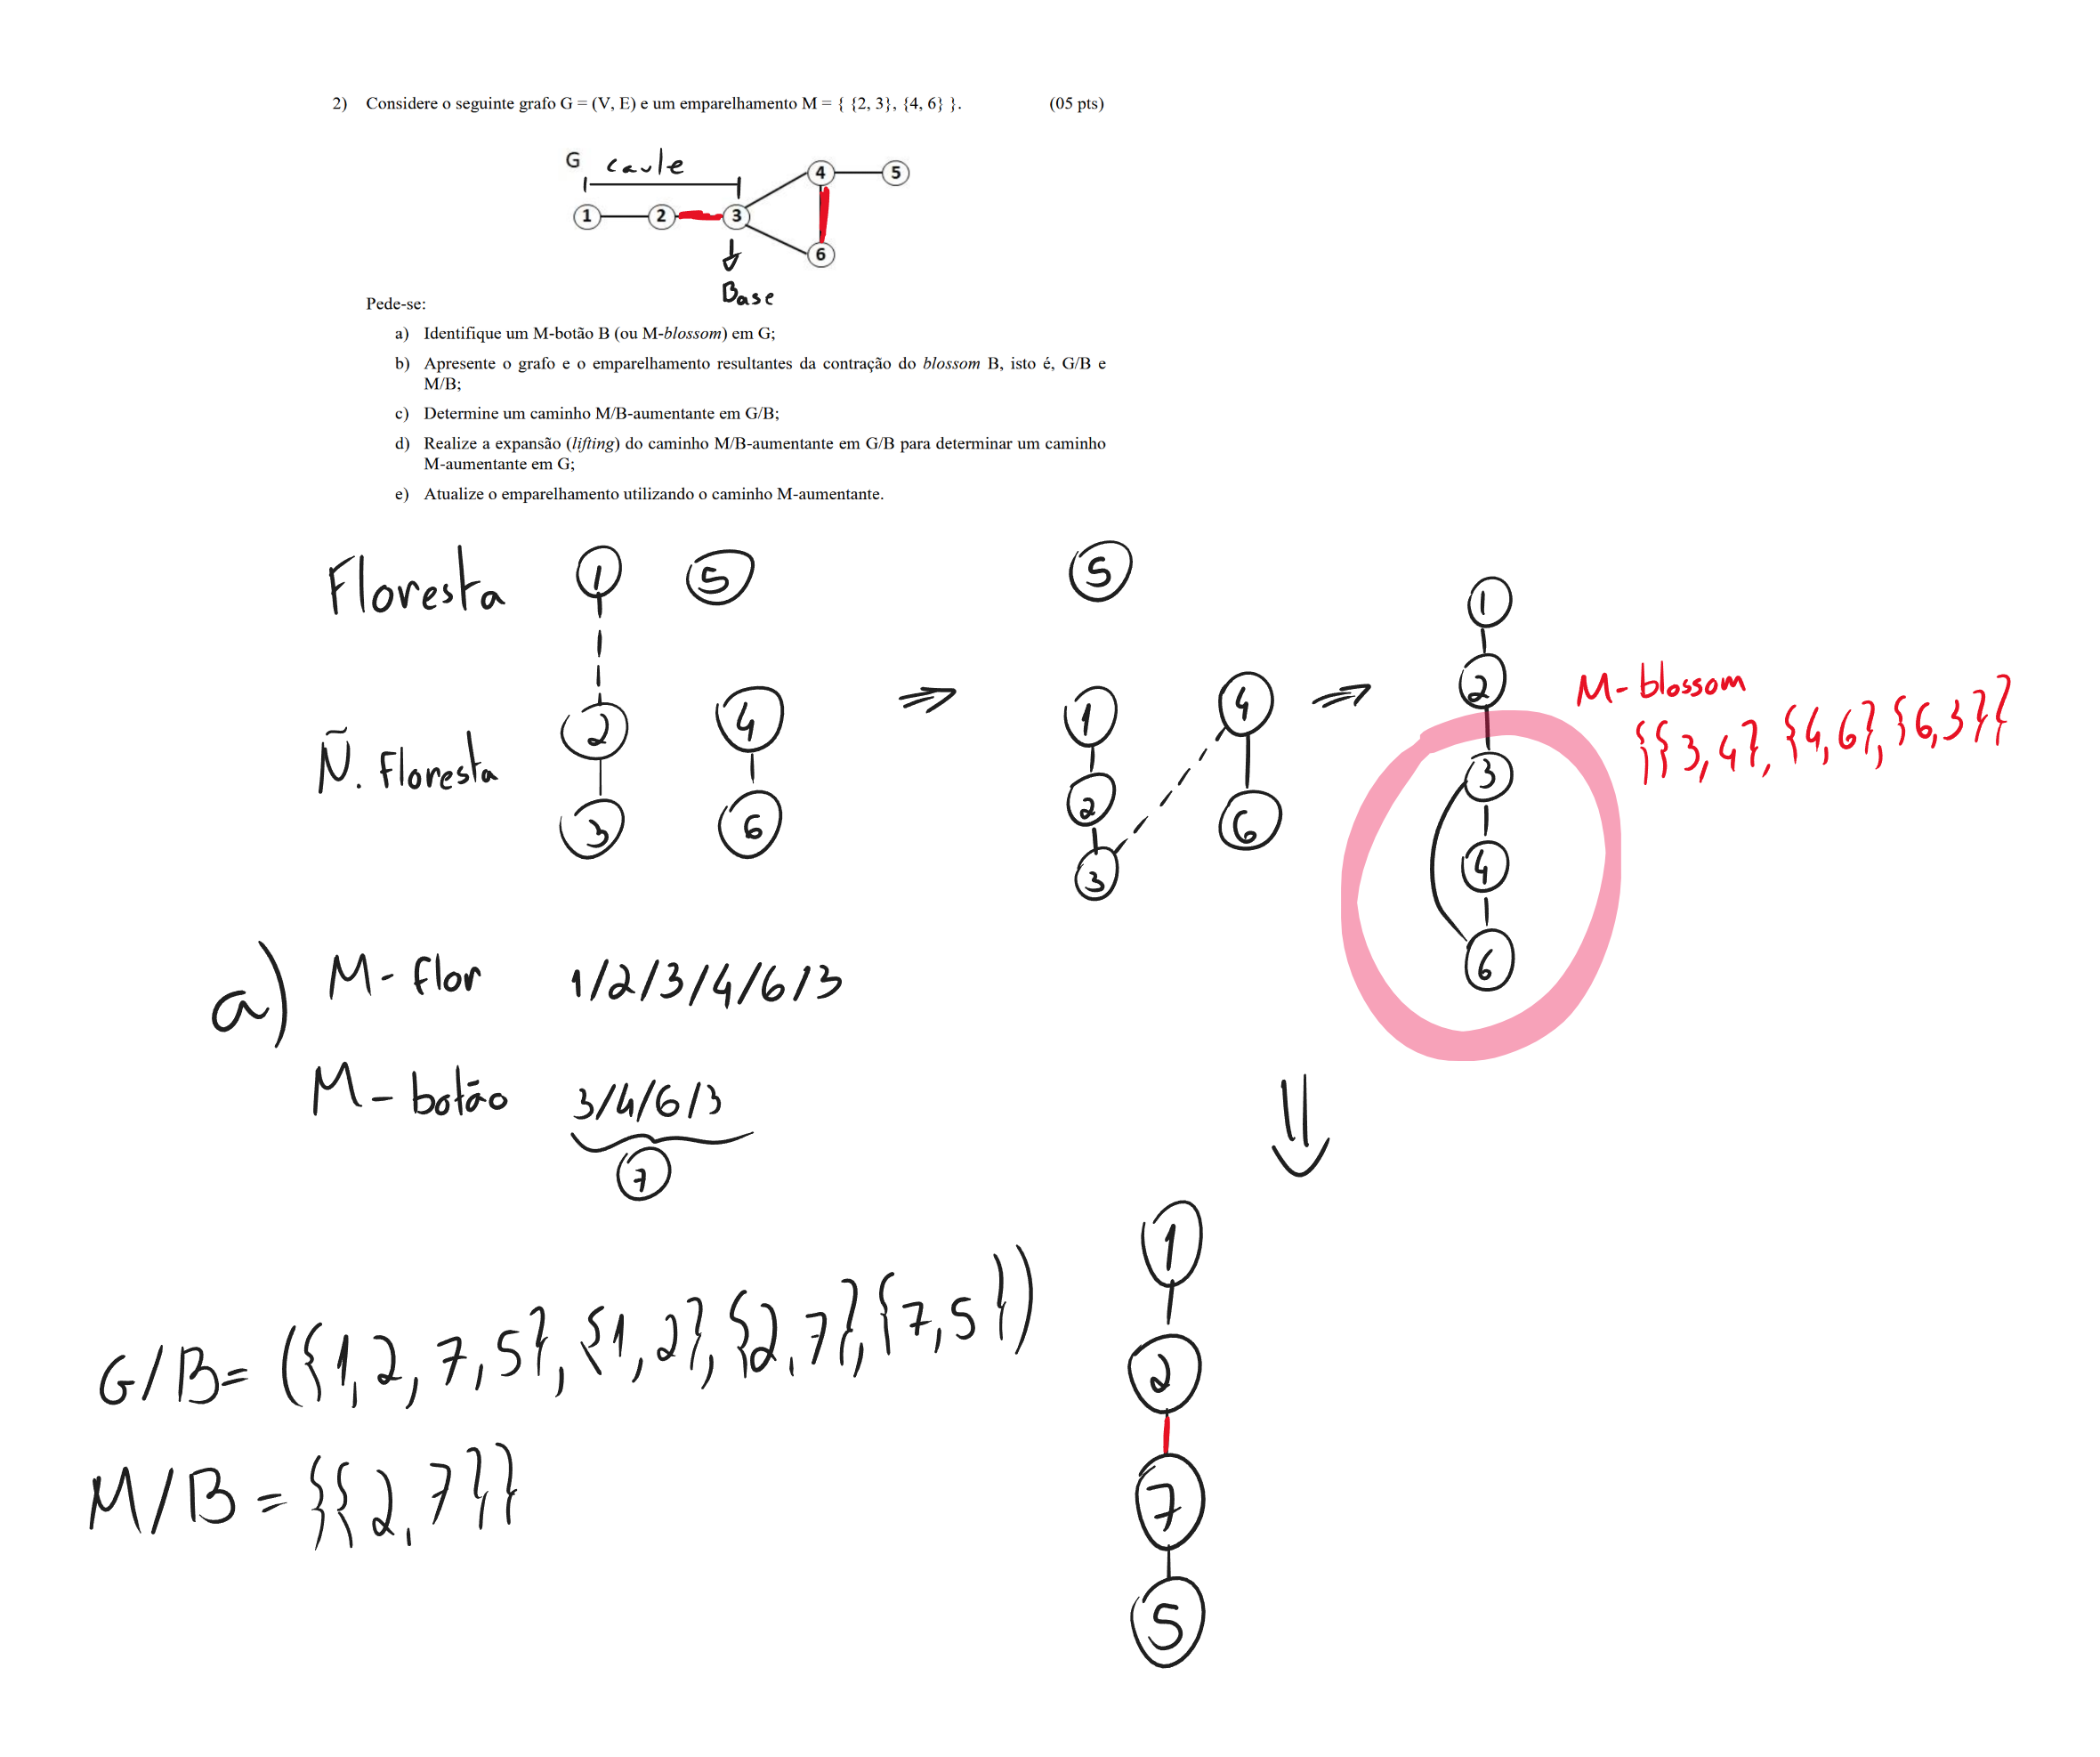 2) Considere o seguinte grafo G = (V, E) e um emparelhamento M = { {2, 3}, {4, 6} }. (05 pts)
G caule
4 5
1 2 3
6
Base
Pede-se:
a) Identifique um M-botão B (ou M-blossom) em G;
b) Apresente o grafo e o emparelhamento resultantes da contração do blossom B, isto é, G/B e
M/B;
c) Determine um caminho M/B-aumentante em G/B;
d) Realize a expansão (lifting) do caminho M/B-aumentante em G/B para determinar um caminho
M-aumentante em G;
e) Atualize o emparelhamento utilizando o caminho M-aumentante.
Floresta 1 5 5 1
Ñ. Floresta 2 4 ⇒ 1 4 ⇒ 2 M-blossom
{{3,4}, {4,6}, {6,3}}
3 6 2 6 3
3 4
6
a) M-flor 1/2/3/4/6/3
M-botão 3/4/6/3
7
G/B= ({1,2,7,5}, {1,2}, {2,7}, {7,5})
M/B = {{2,7}}
1
2
7
5